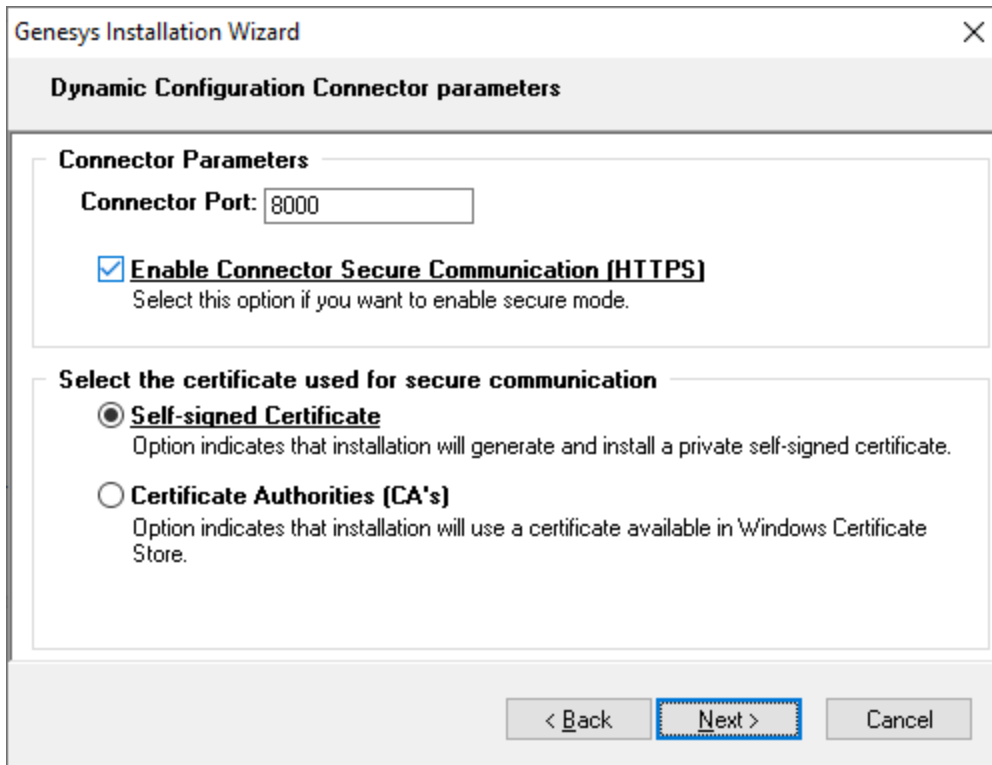 Genesys Installation Wizard
Dynamic Configuration Connector parameters
Connector Parameters
Connector Port: 8000
Enable Connector Secure Communication (HTTPS)
Select this option if you want to enable secure mode.
Select the certificate used for secure communication
Self-signed Certificate
Option indicates that installation will generate and install a private self-signed certificate.
Certificate Authorities (CA's)
Option indicates that installation will use a certificate available in Windows Certificate
Store.
< Back Next > Cancel